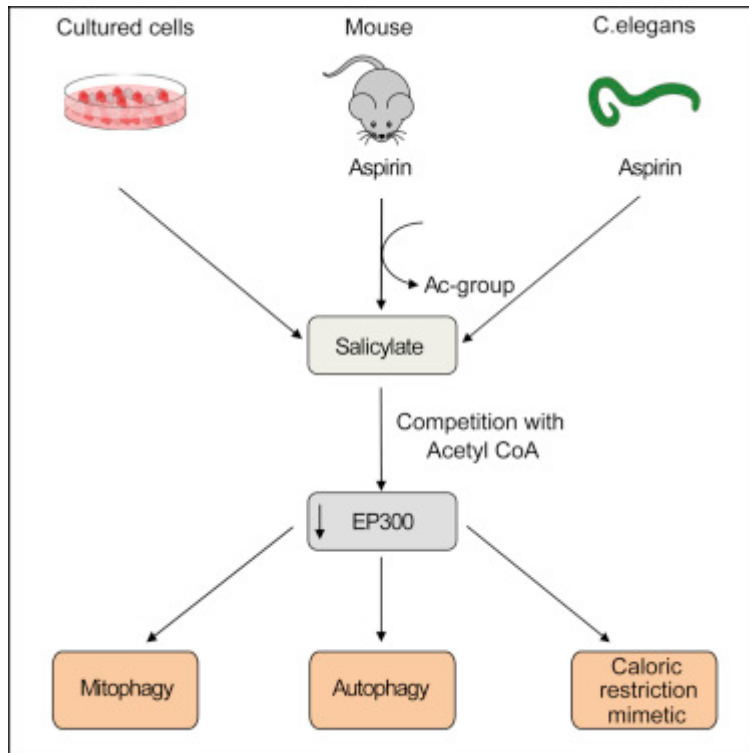 Cultured cells
Mouse
C.elegans
Aspirin
Aspirin
Ac-group
Salicylate
Competition with
Acetyl CoA
EP300
Mitophagy
Autophagy
Caloric
restriction
mimetic